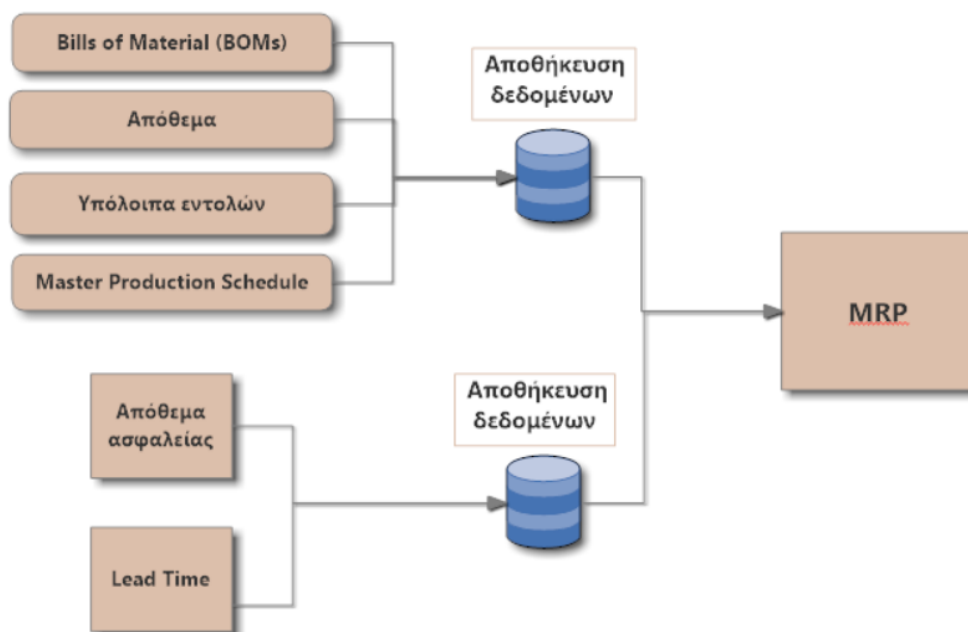 Bills of Material (BOMs)
Απόθεμα
Υπόλοιπα εντολών
Master Production Schedule
Αποθήκευση
δεδομένων
MRP
Απόθεμα
ασφαλείας
Lead Time
Αποθήκευση
δεδομένων